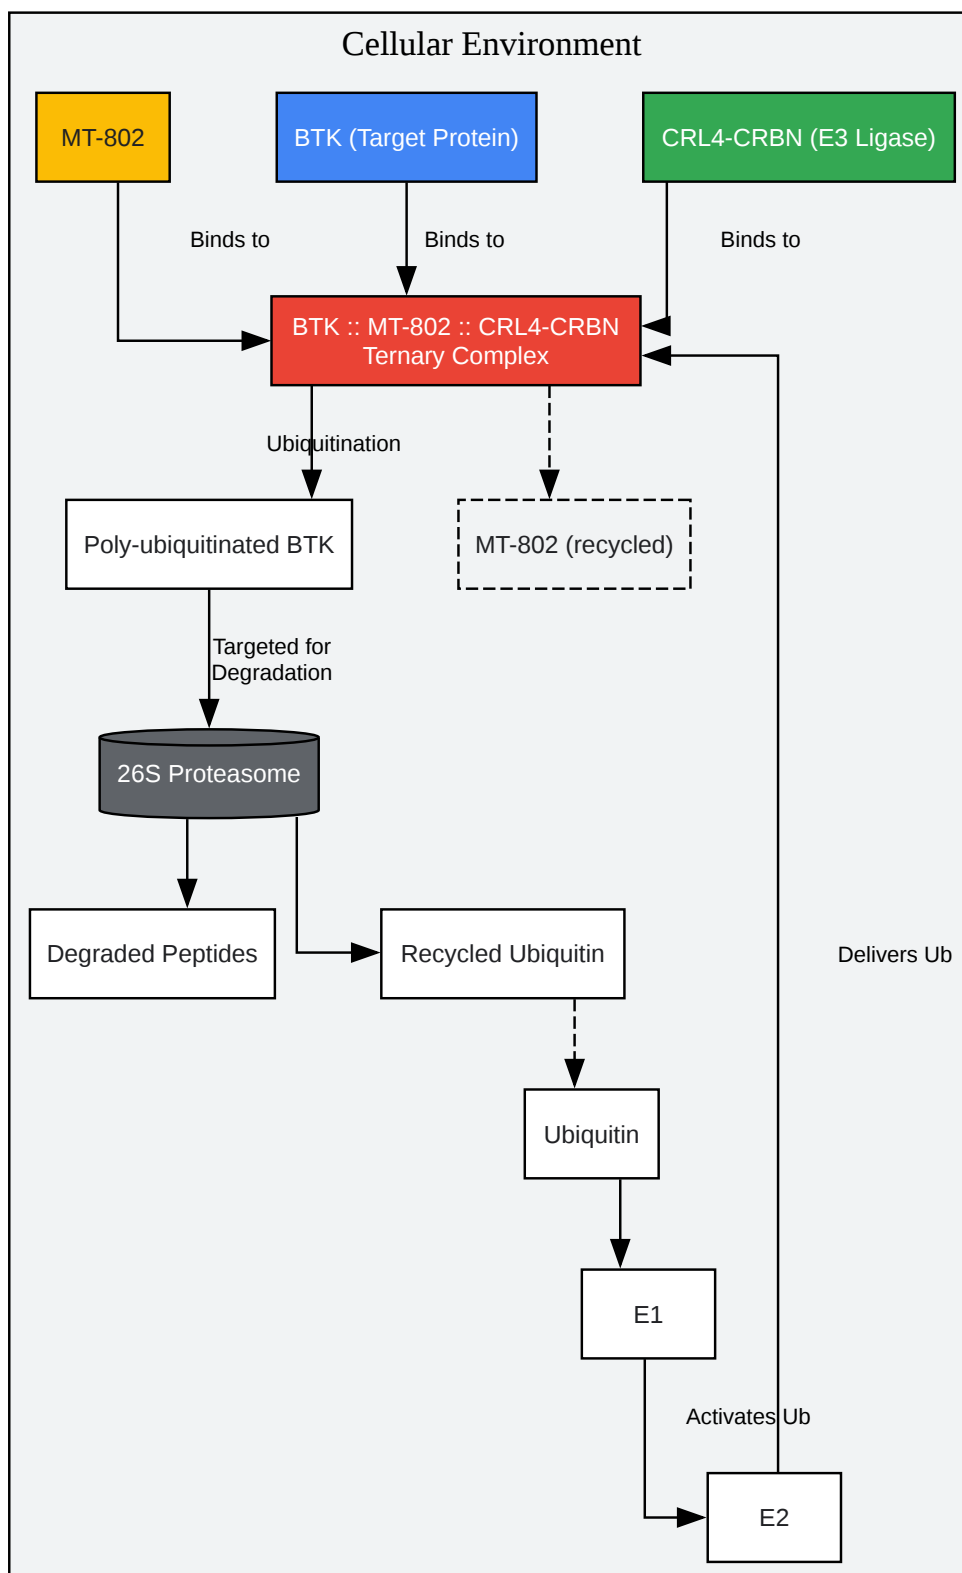 Cellular Environment
MT-802
BTK (Target Protein)
CRL4-CRBN (E3 Ligase)
Binds to
Binds to
Binds to
BTK :: MT-802 :: CRL4-CRBN
Ternary Complex
Ubiquitination
Poly-ubiquitinated BTK
MT-802 (recycled)
Targeted for
Degradation
26S Proteasome
Degraded Peptides
Recycled Ubiquitin
Delivers Ub
Ubiquitin
E1
Activates Ub
E2